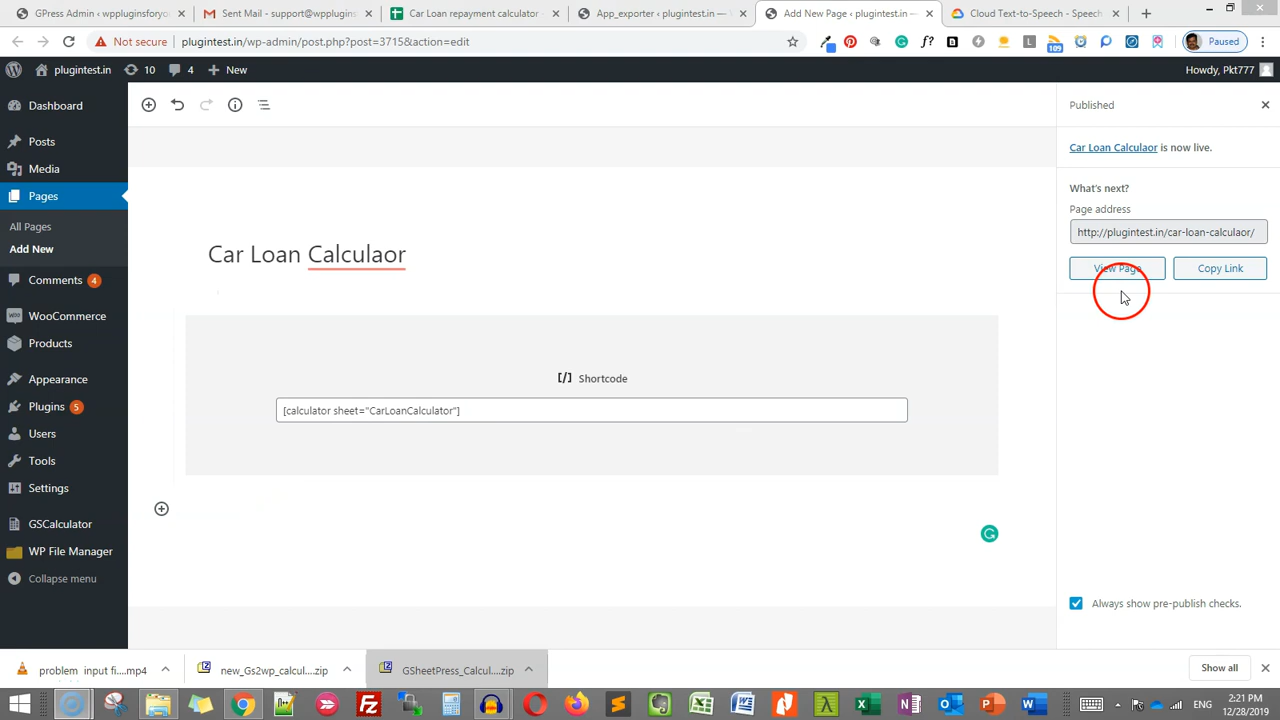 GPress Admin ‹ wppluginsforyo
Sent Mail - support@wpplugins
Car Loan repayment calculator -
App_exporter ‹ plugintest.in — W
Add New Page ‹ plugintest.in —
Cloud Text-to-Speech - Speech
Not secure
plugintest.in/wp-admin/post.php?post=3715&action=edit
109
Paused
plugintest.in
10
4
New
Howdy, Pkt777
Dashboard
Posts
Media
Pages
All Pages
Add New
Comments 4
WooCommerce
Products
Appearance
Plugins 5
Users
Tools
Settings
GSCalculator
WP File Manager
Collapse menu
Car Loan Calculaor
[/] Shortcode
[calculator sheet="CarLoanCalculator"]
Published
Car Loan Calculaor is now live.
What's next?
Page address
http://plugintest.in/car-loan-calculaor/
View Page
Copy Link
Always show pre-publish checks.
problem input fi....mp4
new_Gs2wp_calcul....zip
GSheetPress_Calcul....zip
Show all
ENG
2:21 PM
12/28/2019